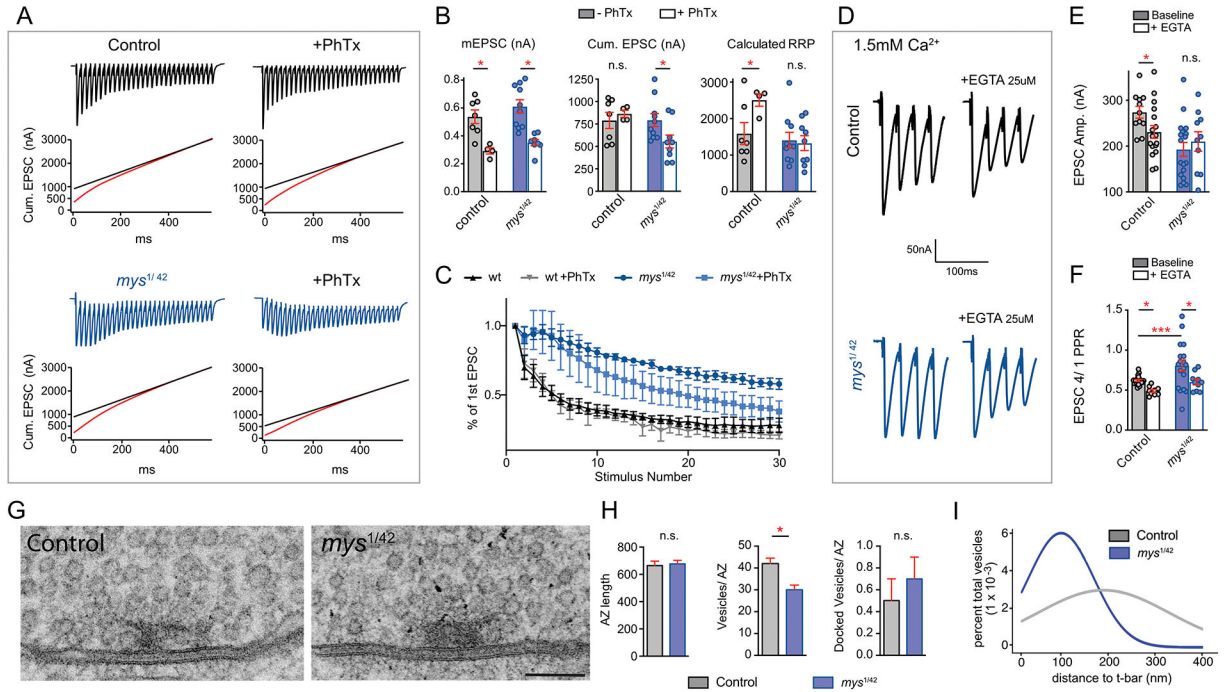 A
Control
+PhTx
Cum. EPSC (nA)
3000
2000
1000
500
0
0
200
400
ms
3000
2000
1000
500
0
0
200
400
ms
mys1/42
+PhTx
Cum. EPSC (nA)
3000
2000
1000
500
0
0
200
400
ms
3000
2000
1000
500
0
0
200
400
ms
B
- PhTx
+ PhTx
mEPSC (nA)
0.8
0.6
0.4
0.2
0.0
*
*
control
mys1/42
Cum. EPSC (nA)
1250
1000
750
500
250
0
n.s.
*
control
mys1/42
Calculated RRP
3000
2000
1000
0
*
n.s.
control
mys1/42
C
wt
wt +PhTx
mys1/42
mys1/42+PhTx
% of 1st EPSC
1.0
0.5
0
10
20
30
Stimulus Number
D
1.5mM Ca2+
Control
+EGTA 25uM
50nA
100ms
mys1/42
+EGTA 25uM
E
Baseline
+ EGTA
EPSC Amp. (nA)
300
200
100
*
n.s.
Control
mys1/42
F
Baseline
+ EGTA
EPSC 4/ 1 PPR
1.5
1.0
0.5
0.0
*
***
*
Control
mys1/42
G
Control
mys1/42
H
n.s.
AZ length
800
600
400
200
0
*
Vesicles/ AZ
50
40
30
20
10
0
n.s.
Docked Vesicles/ AZ
1.0
0.8
0.6
0.4
0.2
0.0
Control
mys1/42
I
Control
mys1/42
percent total vesicles
(1 x 10-3)
6
4
2
0
0
100
200
300
400
distance to t-bar (nm)